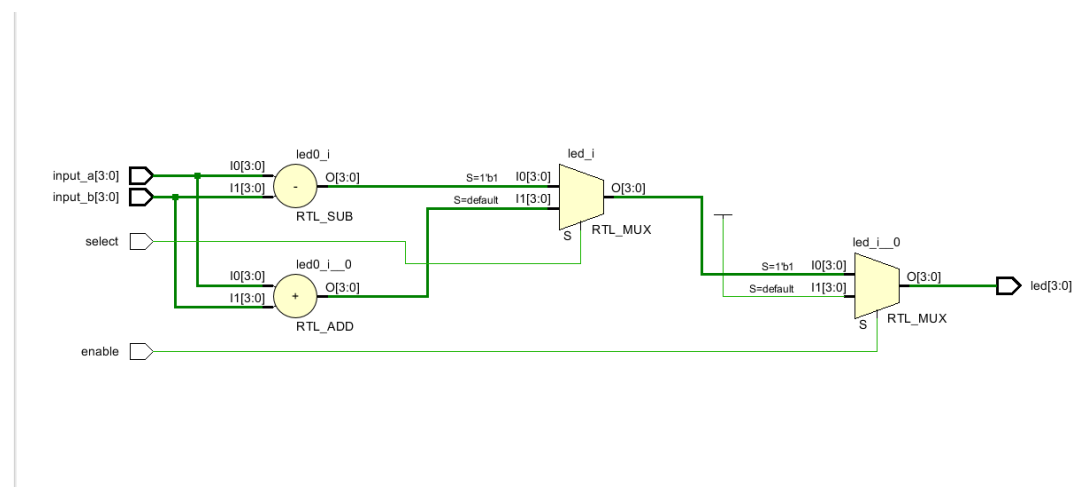 led0_i
input_a[3:0]
I0[3:0]
input_b[3:0]
I1[3:0]
-
O[3:0]
RTL_SUB
select
led0_i__0
I0[3:0]
I1[3:0]
+
O[3:0]
RTL_ADD
enable
led_i
S=1'b1
I0[3:0]
S=default
I1[3:0]
O[3:0]
S
RTL_MUX
led_i__0
S=1'b1
I0[3:0]
S=default
I1[3:0]
O[3:0]
S
RTL_MUX
led[3:0]